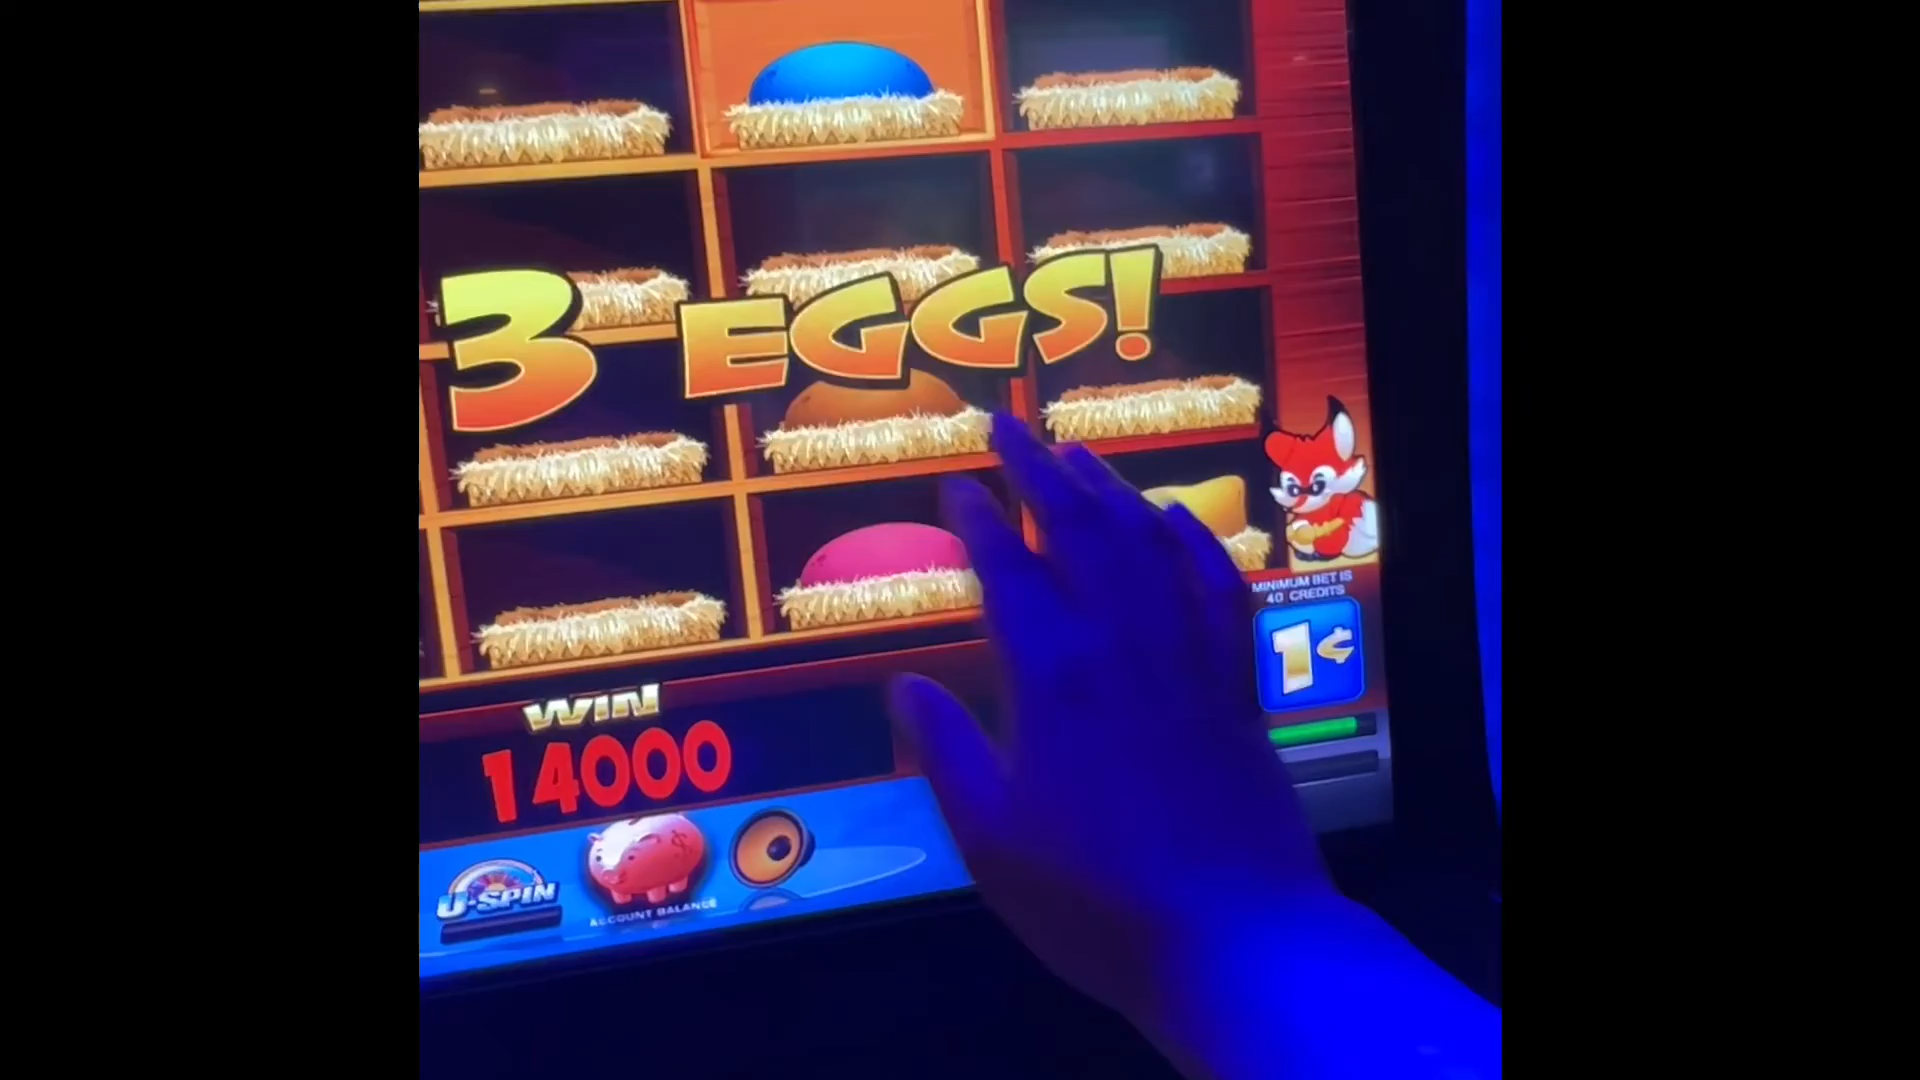 3 EGGS!
MINIMUM BET IS
40 CREDITS
1¢
WIN
14000
U-SPIN
ACCOUNT BALANCE